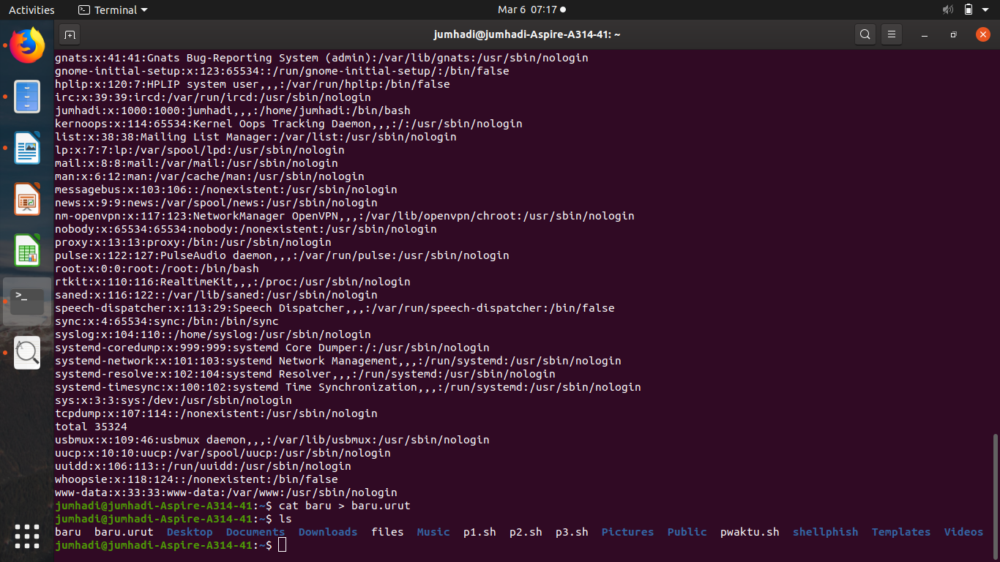 Activities Terminal Mar 6 07:17
jumhadi@jumhadi-Aspire-A314-41: ~
gnats:x:41:41:Gnats Bug-Reporting System (admin):/var/lib/gnats:/usr/sbin/nologin
gnome-initial-setup:x:123:65534::/run/gnome-initial-setup/:/bin/false
hplip:x:120:7:HPLIP system user,,,:/var/run/hplip:/bin/false
irc:x:39:39:ircd:/var/run/ircd:/usr/sbin/nologin
jumhadi:x:1000:1000:jumhadi,,,:/home/jumhadi:/bin/bash
kernoops:x:114:65534:Kernel Oops Tracking Daemon,,,:/:/usr/sbin/nologin
list:x:38:38:Mailing List Manager:/var/list:/usr/sbin/nologin
lp:x:7:7:lp:/var/spool/lpd:/usr/sbin/nologin
mail:x:8:8:mail:/var/mail:/usr/sbin/nologin
man:x:6:12:man:/var/cache/man:/usr/sbin/nologin
messagebus:x:103:106::/nonexistent:/usr/sbin/nologin
news:x:9:9:news:/var/spool/news:/usr/sbin/nologin
nm-openvpn:x:117:123:NetworkManager OpenVPN,,,:/var/lib/openvpn/chroot:/usr/sbin/nologin
nobody:x:65534:65534:nobody:/nonexistent:/usr/sbin/nologin
proxy:x:13:13:proxy:/bin:/usr/sbin/nologin
pulse:x:122:127:PulseAudio daemon,,,:/var/run/pulse:/usr/sbin/nologin
root:x:0:0:root:/root:/bin/bash
rtkit:x:110:116:RealtimeKit,,,:/proc:/usr/sbin/nologin
saned:x:116:122::/var/lib/saned:/usr/sbin/nologin
speech-dispatcher:x:113:29:Speech Dispatcher,,,:/var/run/speech-dispatcher:/bin/false
sync:x:4:65534:sync:/bin:/bin/sync
syslog:x:104:110::/home/syslog:/usr/sbin/nologin
systemd-coredump:x:999:999:systemd Core Dumper:/:/usr/sbin/nologin
systemd-network:x:101:103:systemd Network Management,,,:/run/systemd:/usr/sbin/nologin
systemd-resolve:x:102:104:systemd Resolver,,,:/run/systemd:/usr/sbin/nologin
systemd-timesync:x:100:102:systemd Time Synchronization,,,:/run/systemd:/usr/sbin/nologin
sys:x:3:3:sys:/dev:/usr/sbin/nologin
tcpdump:x:107:114::/nonexistent:/usr/sbin/nologin
total 35324
usbmux:x:109:46:usbmux daemon,,,:/var/lib/usbmux:/usr/sbin/nologin
uucp:x:10:10:uucp:/var/spool/uucp:/usr/sbin/nologin
uuidd:x:106:113::/run/uuidd:/usr/sbin/nologin
whoopsie:x:118:124::/nonexistent:/bin/false
www-data:x:33:33:www-data:/var/www:/usr/sbin/nologin
jumhadi@jumhadi-Aspire-A314-41:~$ cat baru > baru.urut
jumhadi@jumhadi-Aspire-A314-41:~$ ls
baru baru.urut Desktop Documents Downloads files Music p1.sh p2.sh p3.sh Pictures Public pwaktu.sh shellphish Templates Videos
jumhadi@jumhadi-Aspire-A314-41:~$